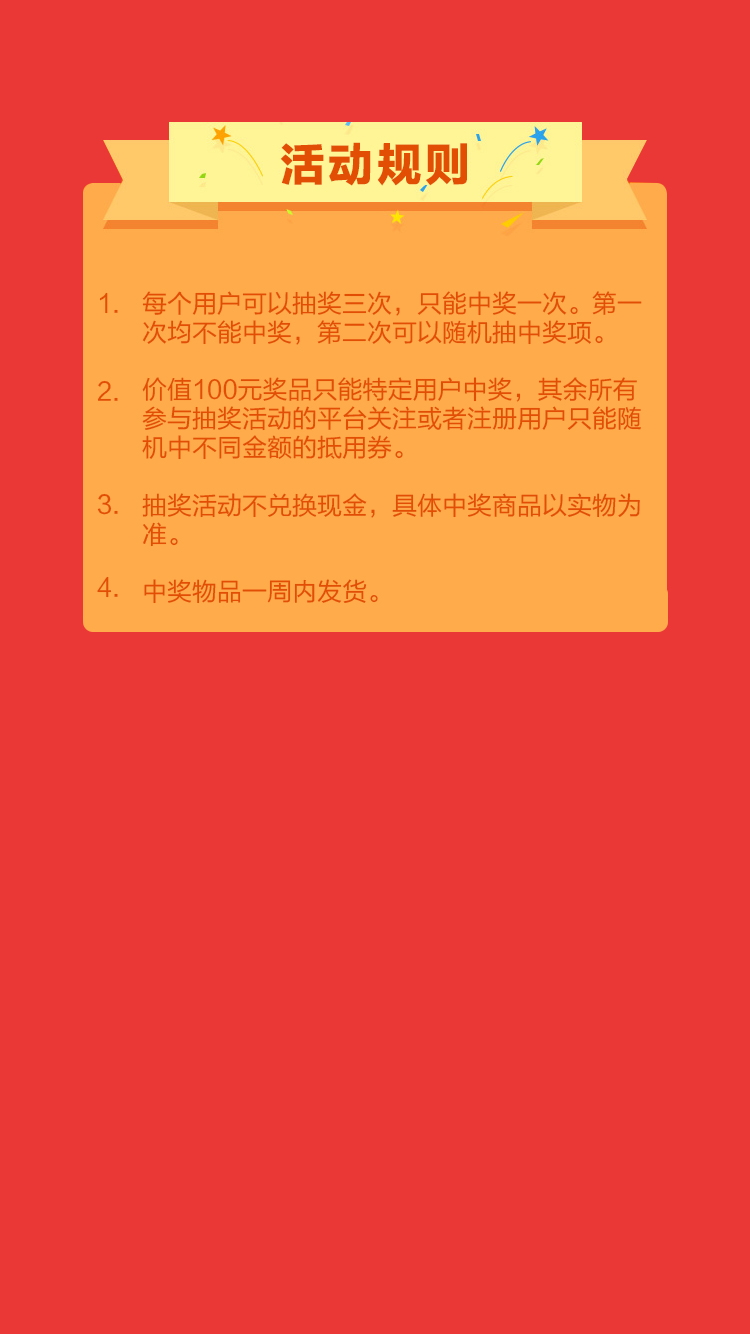 活动规则
1. 每个用户可以抽奖三次，只能中奖一次。第一
次均不能中奖，第二次可以随机抽中奖项。
2. 价值100元奖品只能特定用户中奖，其余所有
参与抽奖活动的平台关注或者注册用户只能随
机中不同金额的抵用券。
3. 抽奖活动不兑换现金，具体中奖商品以实物为
准。
4. 中奖物品一周内发货。